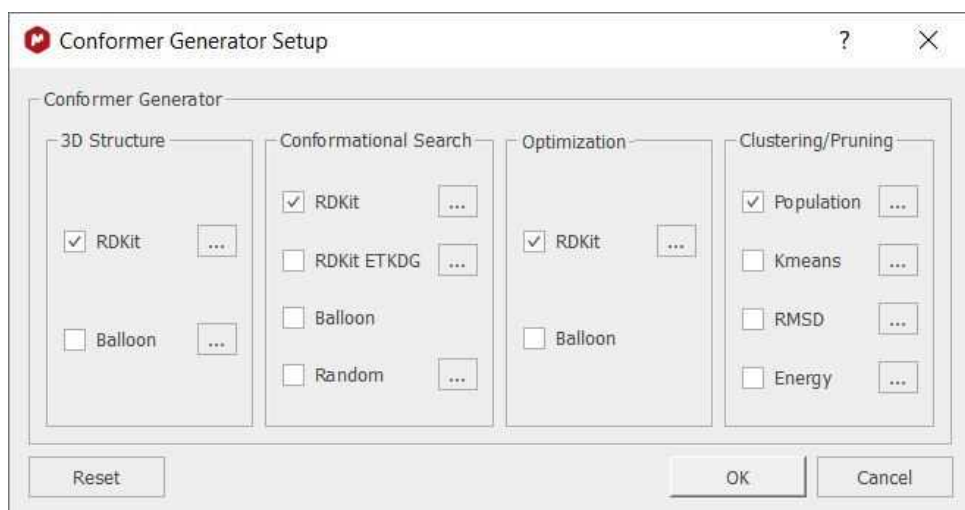 Conformer Generator Setup ?
Conformer Generator
3D Structure
RDKit ...
Balloon ...
Conformational Search
RDKit ...
RDKit ETKDG ...
Balloon
Random ...
Optimization
RDKit ...
Balloon
Clustering/Pruning
Population ...
Kmeans ...
RMSD ...
Energy ...
Reset
OK
Cancel